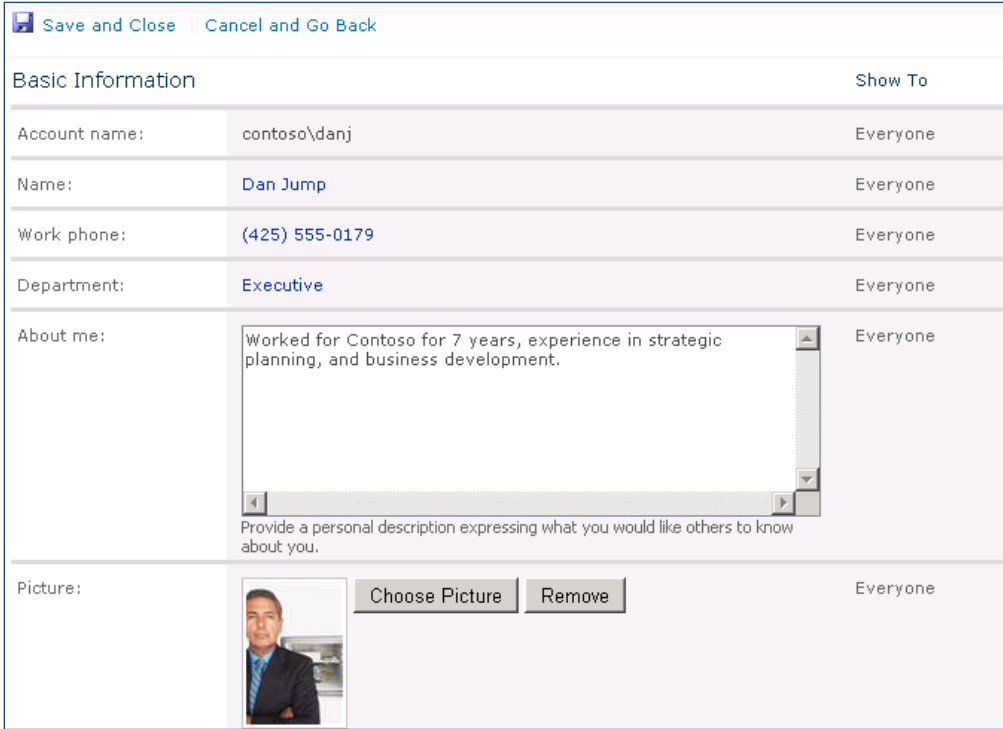 Save and Close Cancel and Go Back
Basic Information Show To
Account name: contoso\danj Everyone
Name: Dan Jump Everyone
Work phone: (425) 555-0179 Everyone
Department: Executive Everyone
About me: Worked for Contoso for 7 years, experience in strategic Everyone
planning, and business development.
Provide a personal description expressing what you would like others to know
about you.
Picture: Choose Picture Remove Everyone